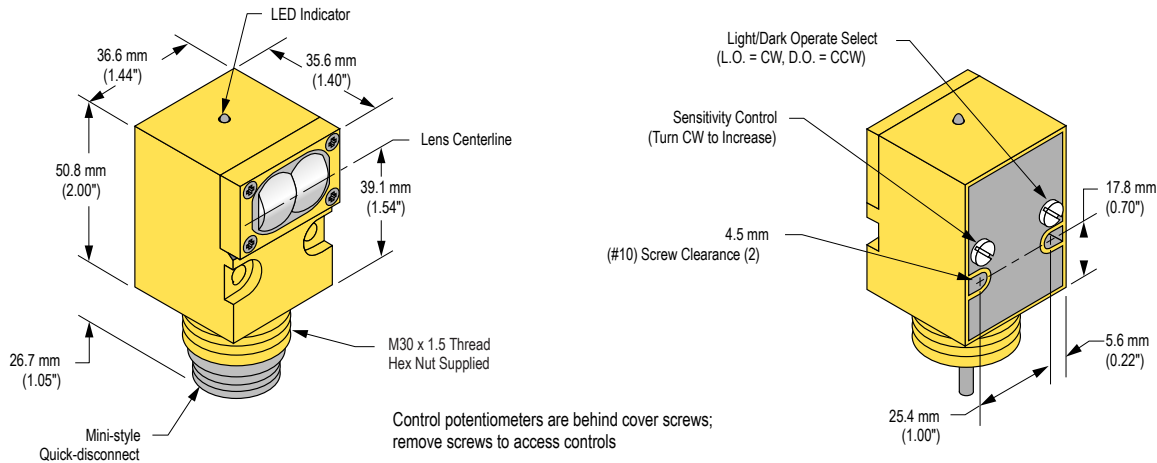 LED Indicator
36.6 mm
(1.44")
35.6 mm
(1.40")
Lens Centerline
50.8 mm
(2.00")
39.1 mm
(1.54")
M30 x 1.5 Thread
Hex Nut Supplied
26.7 mm
(1.05")
Mini-style
Quick-disconnect
Light/Dark Operate Select
(L.O. = CW, D.O. = CCW)
Sensitivity Control
(Turn CW to Increase)
17.8 mm
(0.70")
4.5 mm
(#10) Screw Clearance (2)
5.6 mm
(0.22")
25.4 mm
(1.00")
Control potentiometers are behind cover screws;
remove screws to access controls